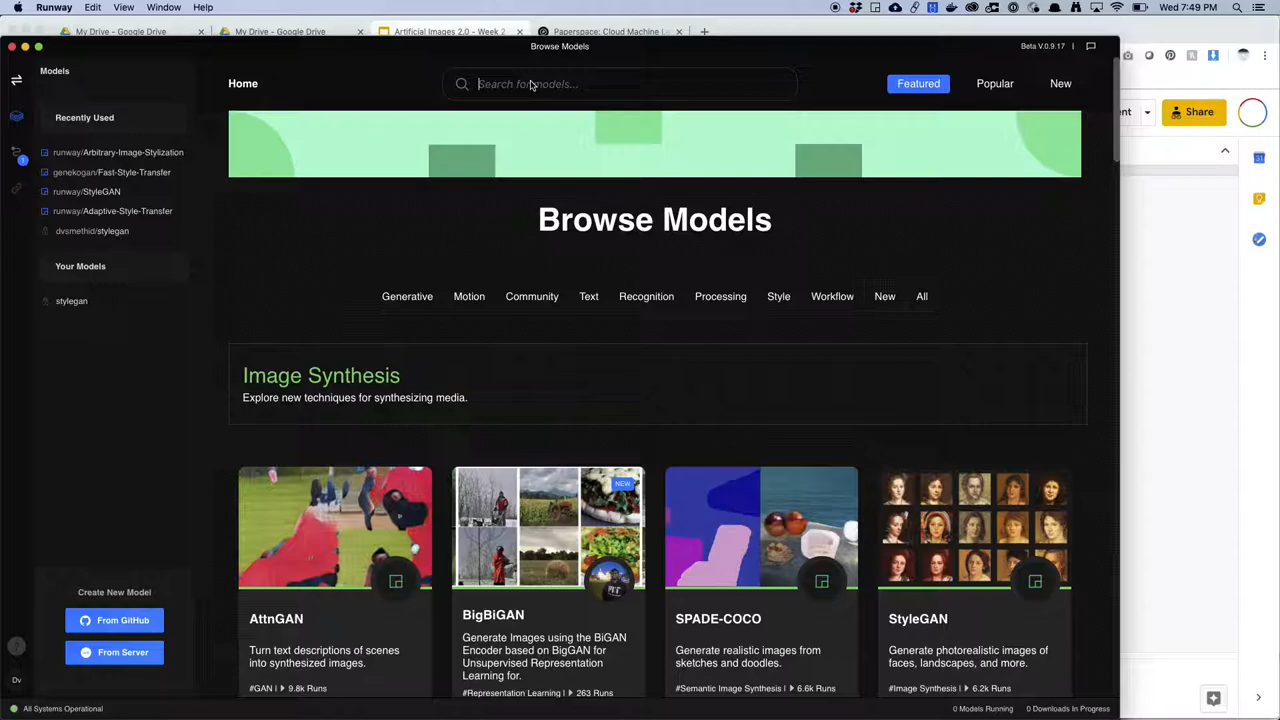 Runway Edit View Window Help
Wed 7:49 PM
My Drive - Google Drive
My Drive - Google Drive
Artificial Images 2.0 - Week 2
Paperspace: Cloud Machine Le
Browse Models
Beta V.0.9.17
Models
Home
Search for models...
Featured
Popular
New
Share
Recently Used
runway/Arbitrary-Image-Stylization
genekogan/Fast-Style-Transfer
runway/StyleGAN
runway/Adaptive-Style-Transfer
dvsmethid/stylegan
Your Models
stylegan
Browse Models
Generative Motion Community Text Recognition Processing Style Workflow New All
Image Synthesis
Explore new techniques for synthesizing media.
NEW
AttnGAN
Turn text descriptions of scenes
into synthesized images.
#GAN | 9.8k Runs
BigBiGAN
Generate Images using the BiGAN
Encoder based on BigGAN for
Unsupervised Representation
Learning for.
#Representation Learning | 263 Runs
SPADE-COCO
Generate realistic images from
sketches and doodles.
#Semantic Image Synthesis | 6.6k Runs
StyleGAN
Generate photorealistic images of
faces, landscapes, and more.
#Image Synthesis | 6.2k Runs
Create New Model
From GitHub
From Server
Dv
All Systems Operational
0 Models Running
0 Downloads In Progress